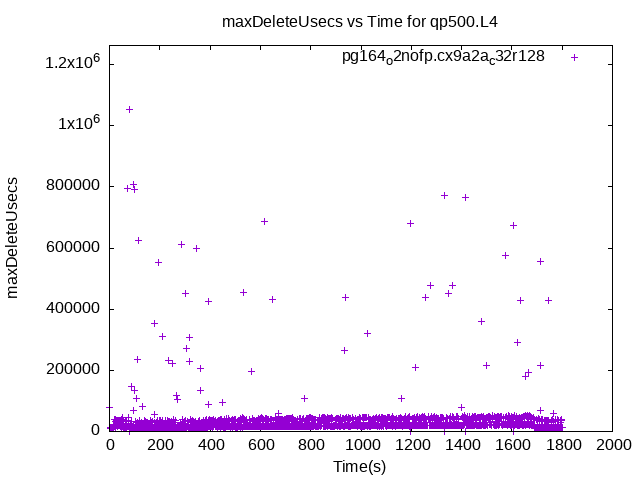 maxDeleteUsecs vs Time for qp500.L4
pg164_o2nofp.cx9a2a_c32r128
1.2x10^6
1x10^6
800000
600000
400000
200000
0
maxDeleteUsecs
0 200 400 600 800 1000 1200 1400 1600 1800 2000
Time(s)